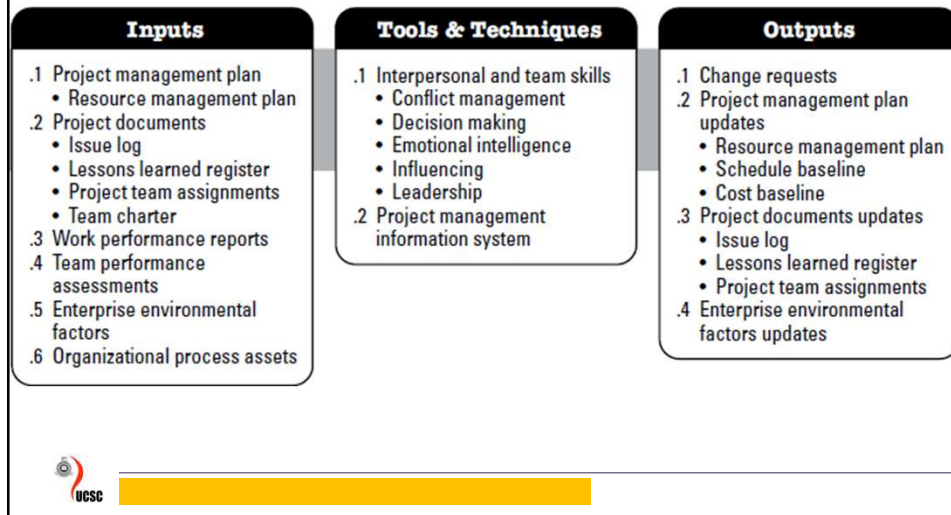 Inputs
.1 Project management plan
• Resource management plan
.2 Project documents
• Issue log
• Lessons learned register
• Project team assignments
• Team charter
.3 Work performance reports
.4 Team performance
assessments
.5 Enterprise environmental
factors
.6 Organizational process assets
Tools & Techniques
.1 Interpersonal and team skills
• Conflict management
• Decision making
• Emotional intelligence
• Influencing
• Leadership
.2 Project management
information system
Outputs
.1 Change requests
.2 Project management plan
updates
• Resource management plan
• Schedule baseline
• Cost baseline
.3 Project documents updates
• Issue log
• Lessons learned register
• Project team assignments
.4 Enterprise environmental
factors updates
UCSC